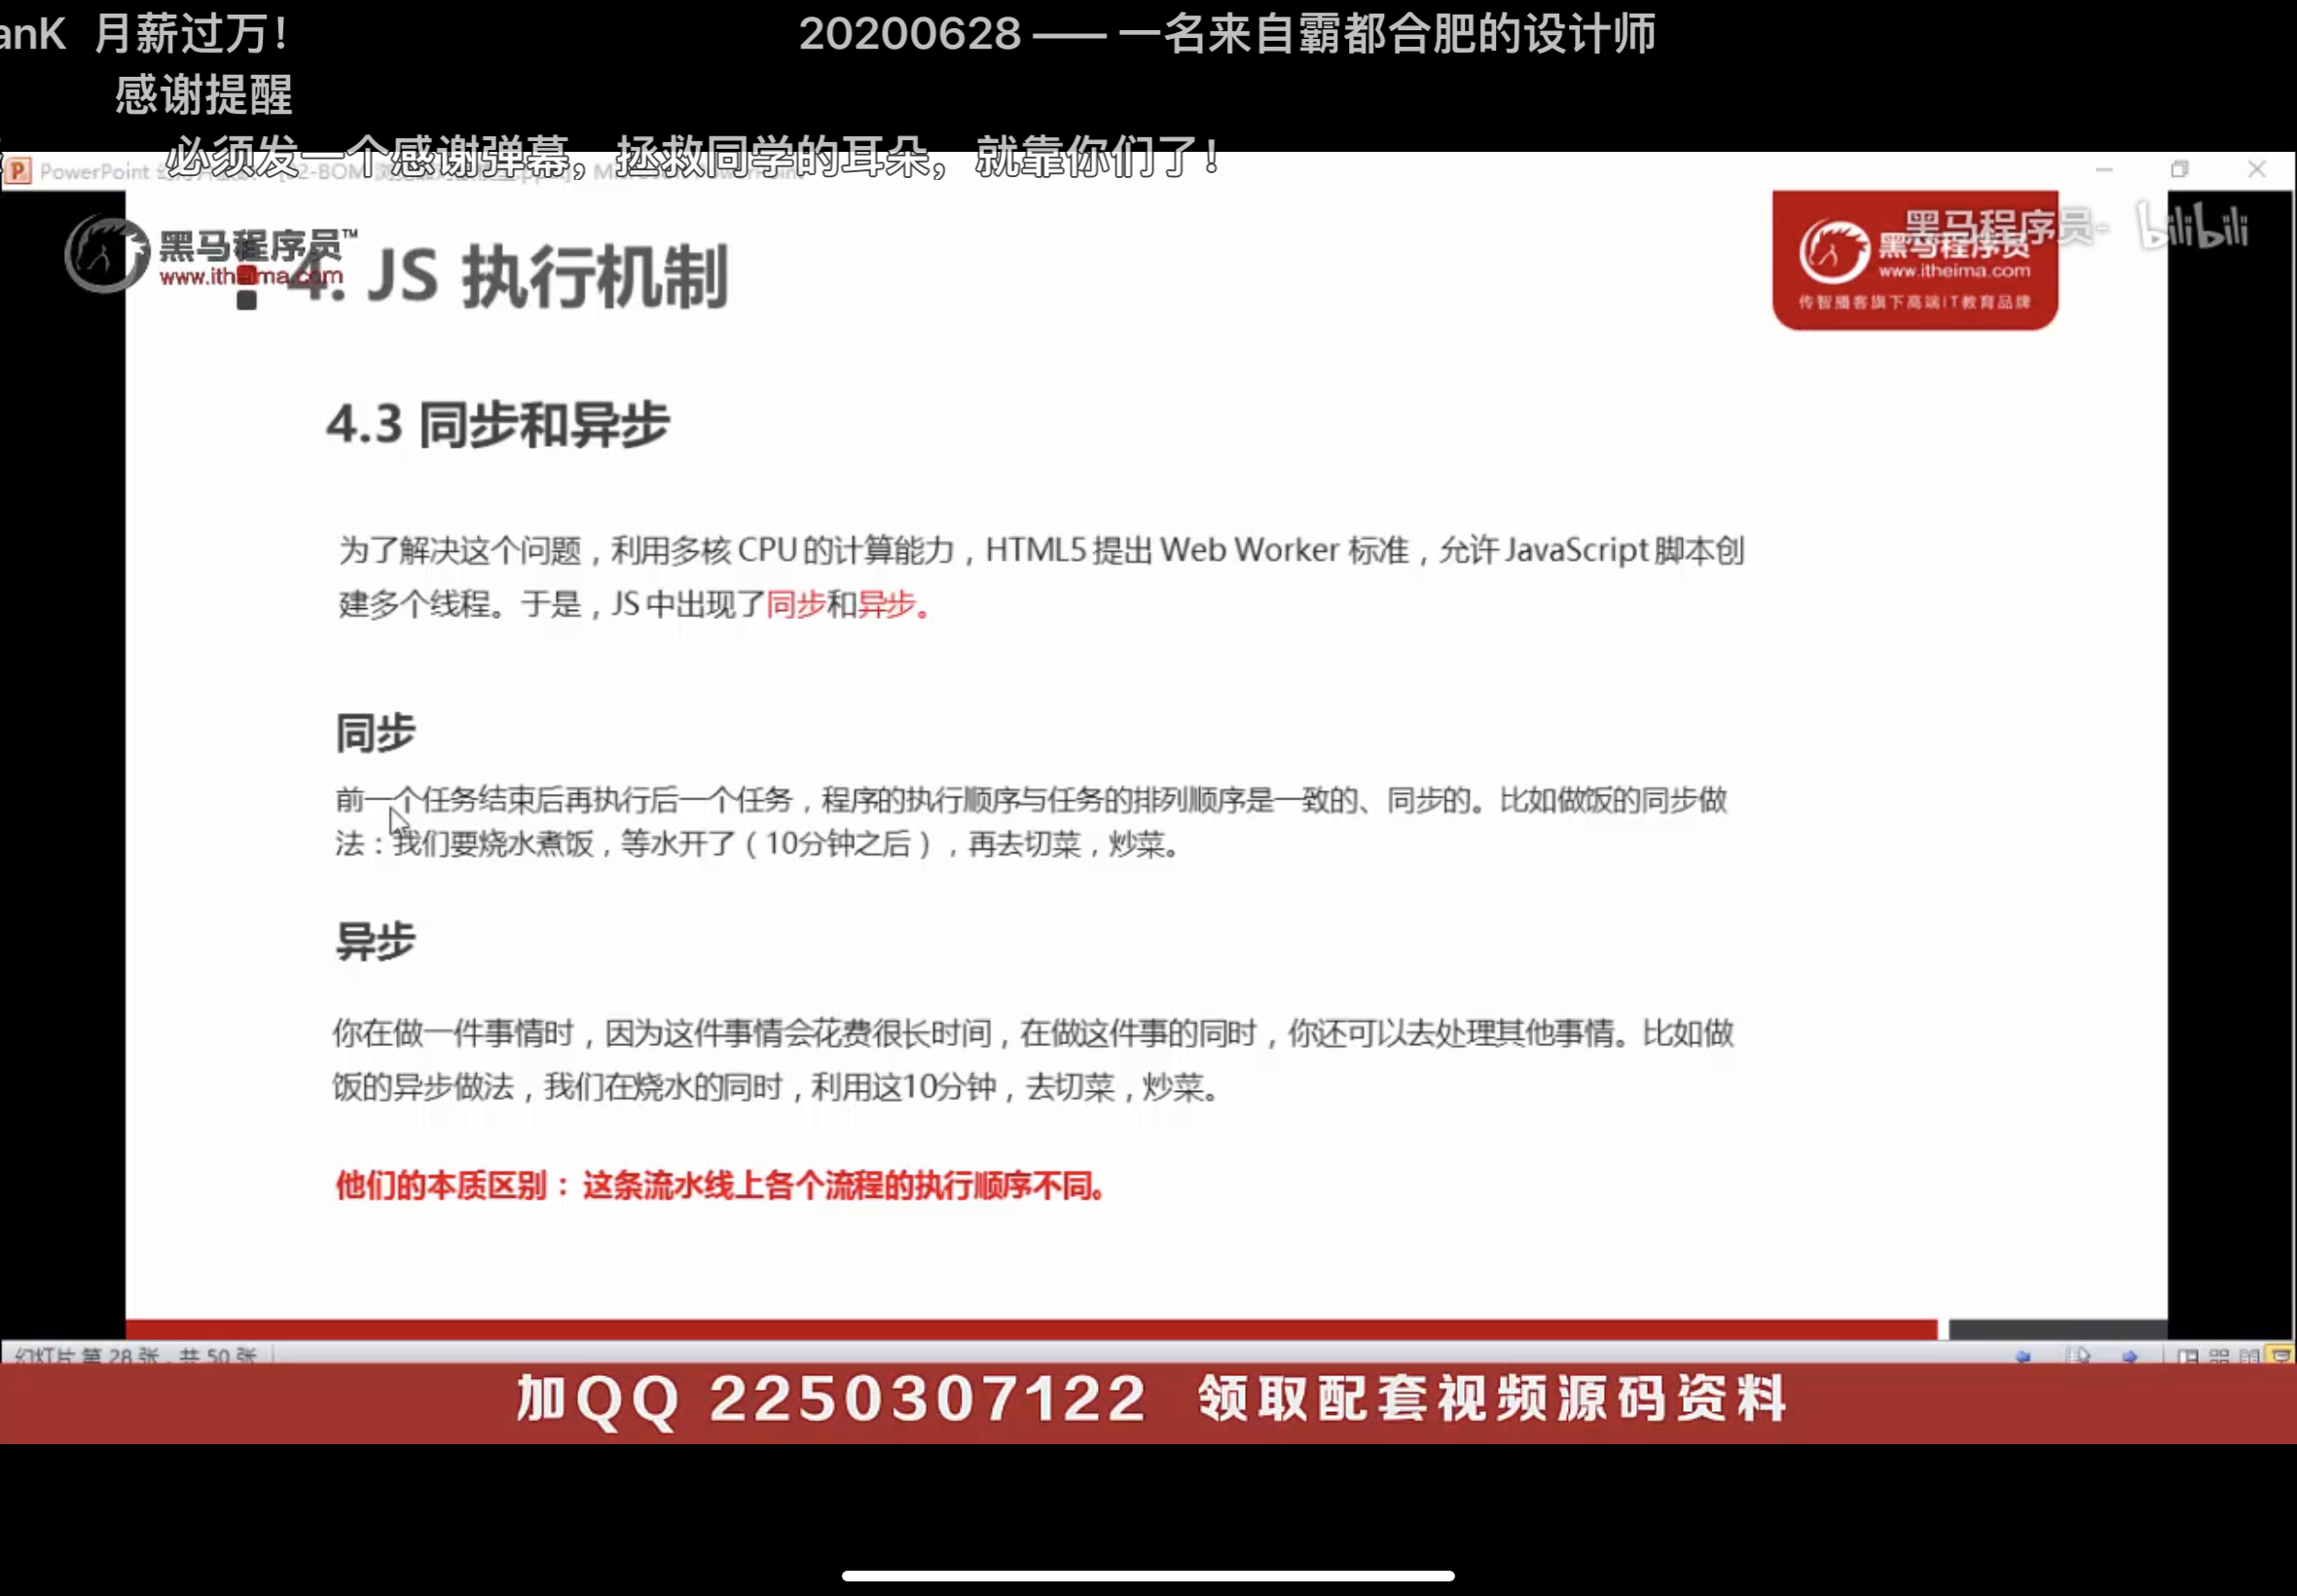 anK 月薪过万！
20200628 —— 一名来自霸都合肥的设计师
感谢提醒
必须发一个感谢弹幕，拯救同学的耳朵，就靠你们了！
PowerPoint
黑马程序员™
www.itheima.com
4. JS 执行机制
黑马程序员-
bilibili
黑马程序员
www.itheima.com
传智播客旗下高端IT教育品牌
4.3 同步和异步
为了解决这个问题，利用多核 CPU 的计算能力，HTML5 提出 Web Worker 标准，允许 JavaScript 脚本创
建多个线程。于是，JS 中出现了同步和异步。
同步
前一个任务结束后再执行后一个任务，程序的执行顺序与任务的排列顺序是一致的、同步的。比如做饭的同步做
法：我们要烧水煮饭，等水开了（10分钟之后），再去切菜，炒菜。
异步
你在做一件事情时，因为这件事情会花费很长时间，在做这件事的同时，你还可以去处理其他事情。比如做
饭的异步做法，我们在烧水的同时，利用这10分钟，去切菜，炒菜。
他们的本质区别：这条流水线上各个流程的执行顺序不同。
幻灯片 第 28 张，共 50 张
加QQ 2250307122 领取配套视频源码资料